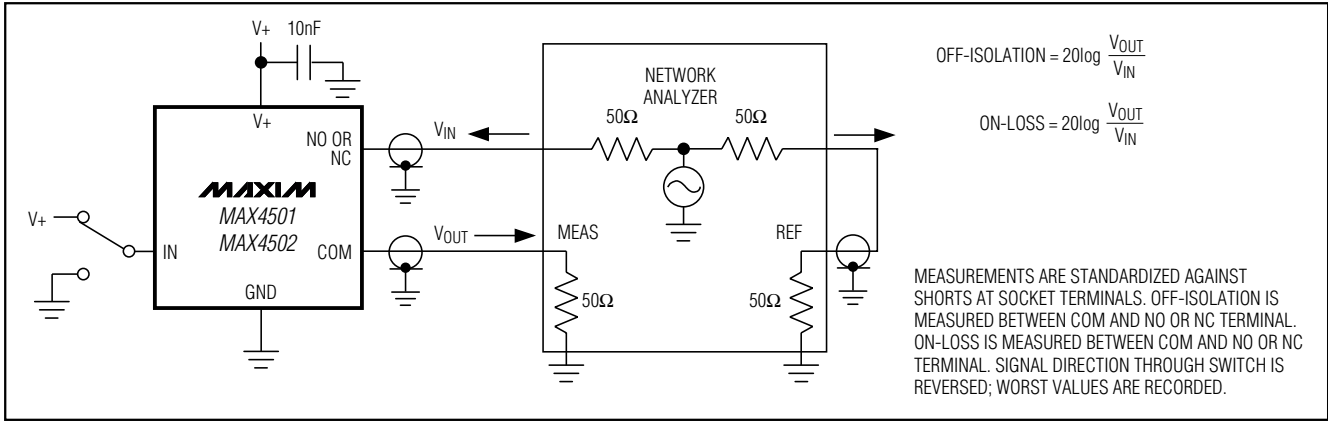 V+
10nF
V+
NO OR
NC
MAXIM
MAX4501
MAX4502
COM
IN
GND
V+
VIN
VOUT
NETWORK
ANALYZER
50Ω
50Ω
MEAS
REF
50Ω
50Ω
OFF-ISOLATION = 20log VOUT
VIN
ON-LOSS = 20log VOUT
VIN
MEASUREMENTS ARE STANDARDIZED AGAINST
SHORTS AT SOCKET TERMINALS. OFF-ISOLATION IS
MEASURED BETWEEN COM AND NO OR NC TERMINAL.
ON-LOSS IS MEASURED BETWEEN COM AND NO OR NC
TERMINAL. SIGNAL DIRECTION THROUGH SWITCH IS
REVERSED; WORST VALUES ARE RECORDED.